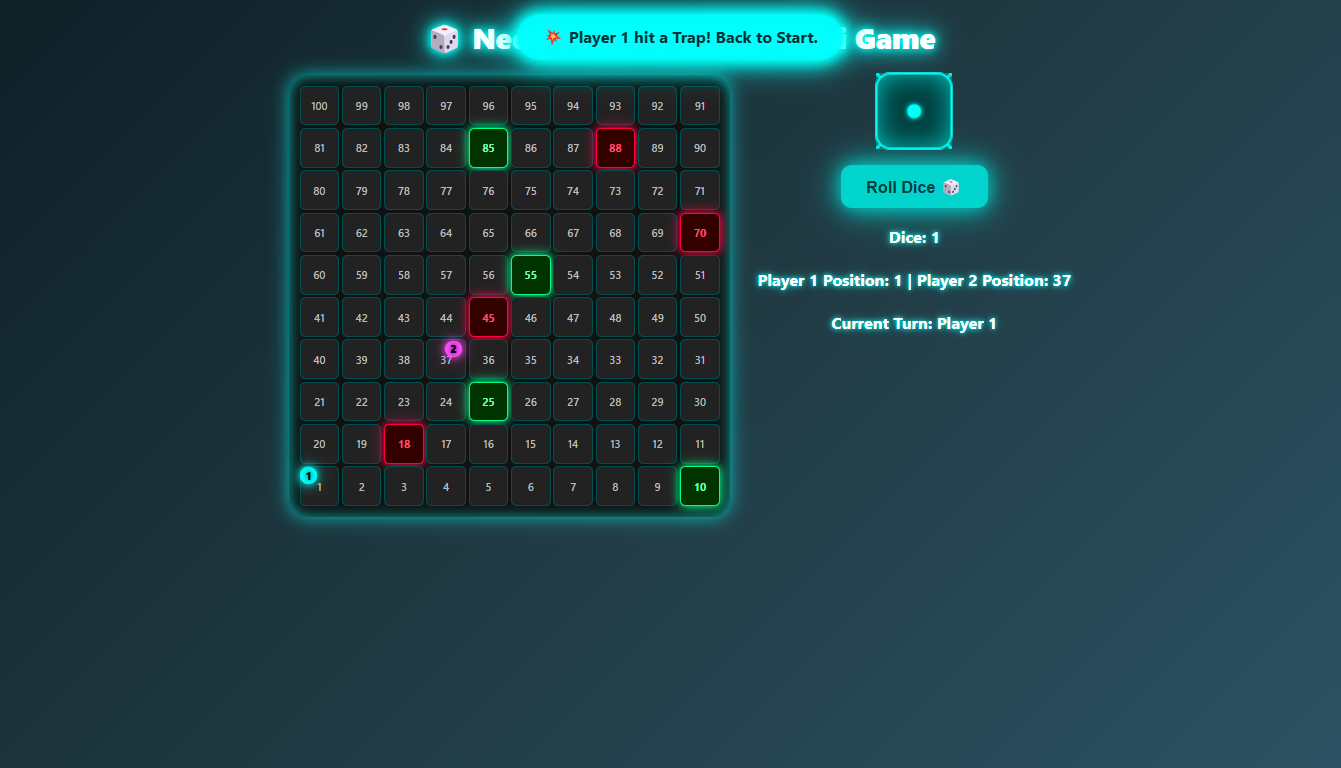 💥 Player 1 hit a Trap! Back to Start.
Game
100 99 98 97 96 95 94 93 92 91
81 82 83 84 85 86 87 88 89 90
80 79 78 77 76 75 74 73 72 71
61 62 63 64 65 66 67 68 69 70
60 59 58 57 56 55 54 53 52 51
41 42 43 44 45 46 47 48 49 50
2
40 39 38 37 36 35 34 33 32 31
21 22 23 24 25 26 27 28 29 30
20 19 18 17 16 15 14 13 12 11
1
1 2 3 4 5 6 7 8 9 10
Roll Dice 🎲
Dice: 1
Player 1 Position: 1 | Player 2 Position: 37
Current Turn: Player 1